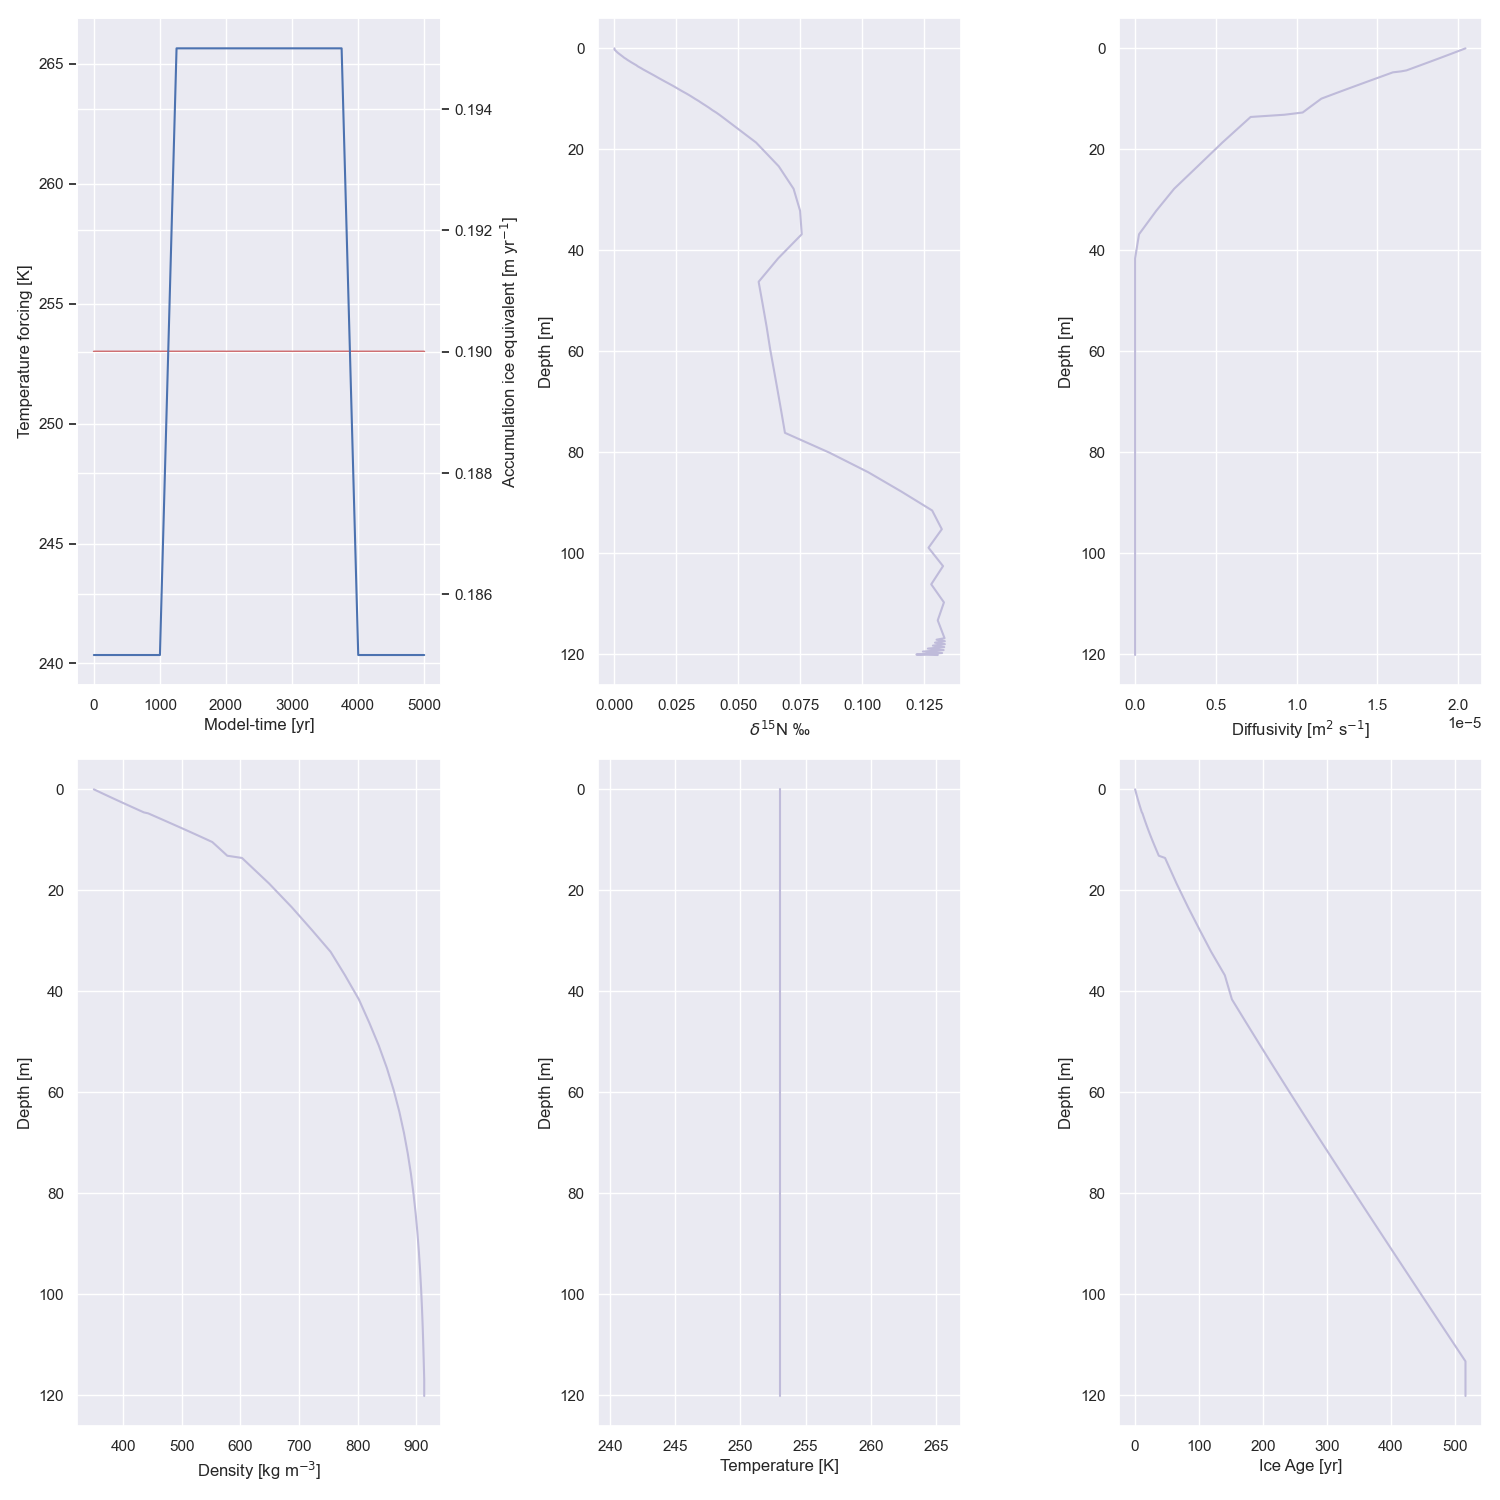 265
260
255
250
245
240
Temperature forcing [K]
0 1000 2000 3000 4000 5000
Model-time [yr]
0.194
0.192
0.190
0.188
0.186
Accumulation ice equivalent [m yr⁻¹]
0
20
40
60
80
100
120
Depth [m]
0.000 0.025 0.050 0.075 0.100 0.125
δ¹⁵N ‰
0
20
40
60
80
100
120
Depth [m]
0.0 0.5 1.0 1.5 2.0
1e−5
Diffusivity [m² s⁻¹]
0
20
40
60
80
100
120
Depth [m]
400 500 600 700 800 900
Density [kg m⁻³]
0
20
40
60
80
100
120
Depth [m]
240 245 250 255 260 265
Temperature [K]
0
20
40
60
80
100
120
Depth [m]
0 100 200 300 400 500
Ice Age [yr]